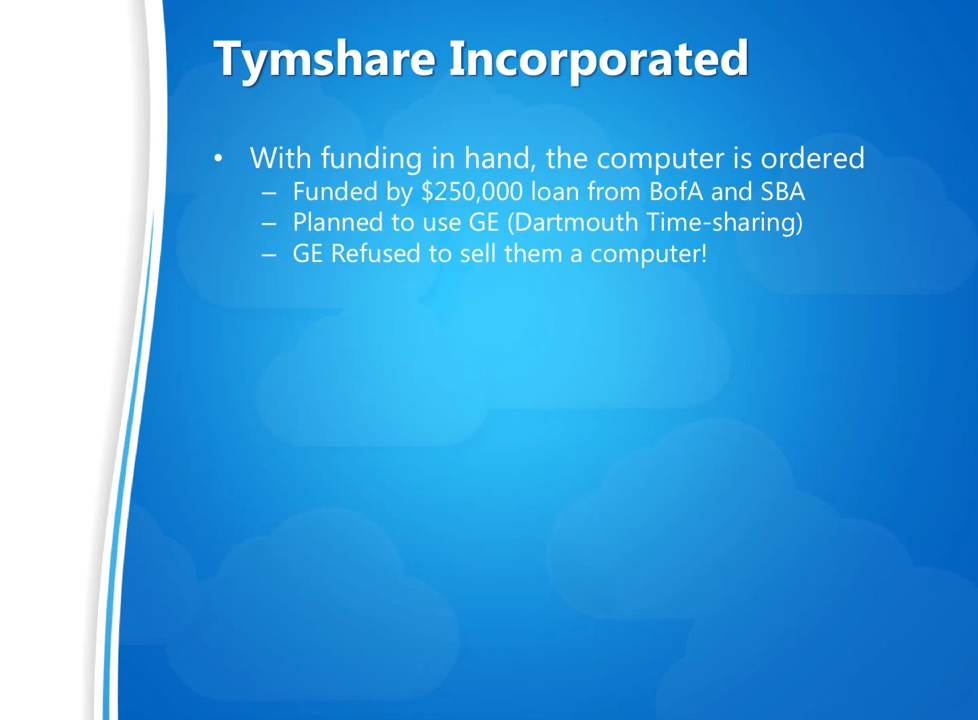 Tymshare Incorporated
• With funding in hand, the computer is ordered
– Funded by $250,000 loan from BofA and SBA
– Planned to use GE (Dartmouth Time-sharing)
– GE Refused to sell them a computer!